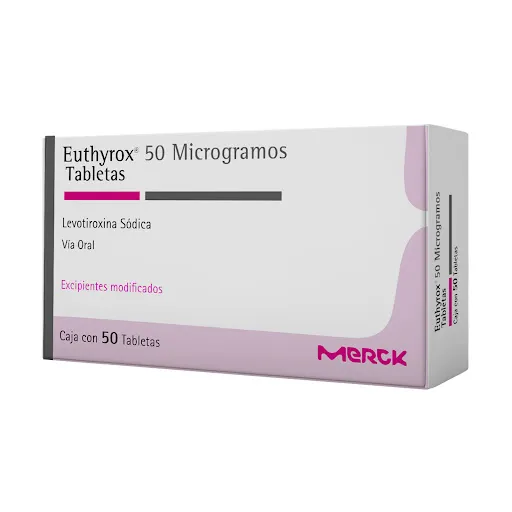 Euthyrox® 50 Microgramos
Tabletas
Levotiroxina Sódica
Vía Oral
Excipientes modificados
Caja con 50 Tabletas
MERCK
Euthyrox® 50 Microgramos
Tabletas
Caja con 50 Tabletas